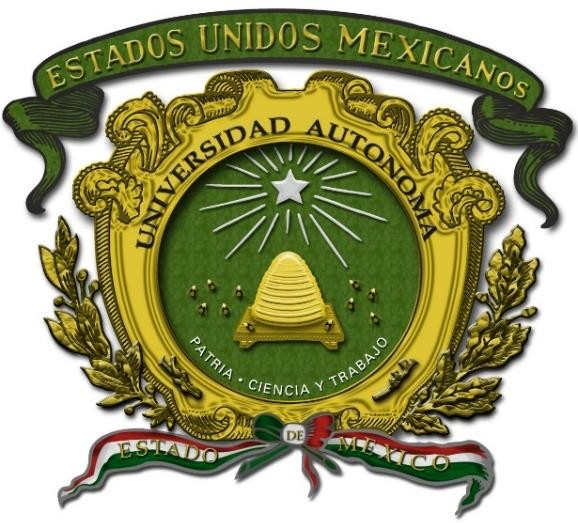 ESTADOS UNIDOS MEXICANOS
UNIVERSIDAD AUTONOMA
PATRIA • CIENCIA Y TRABAJO
ESTADO DE MEXICO